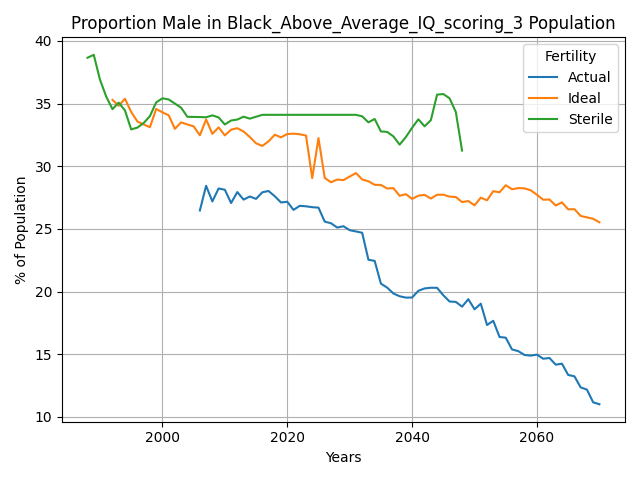 Proportion Male in Black_Above_Average_IQ_scoring_3 Population
Fertility
Actual
Ideal
Sterile
% of Population
40
35
30
25
20
15
10
2000
2020
2040
2060
Years